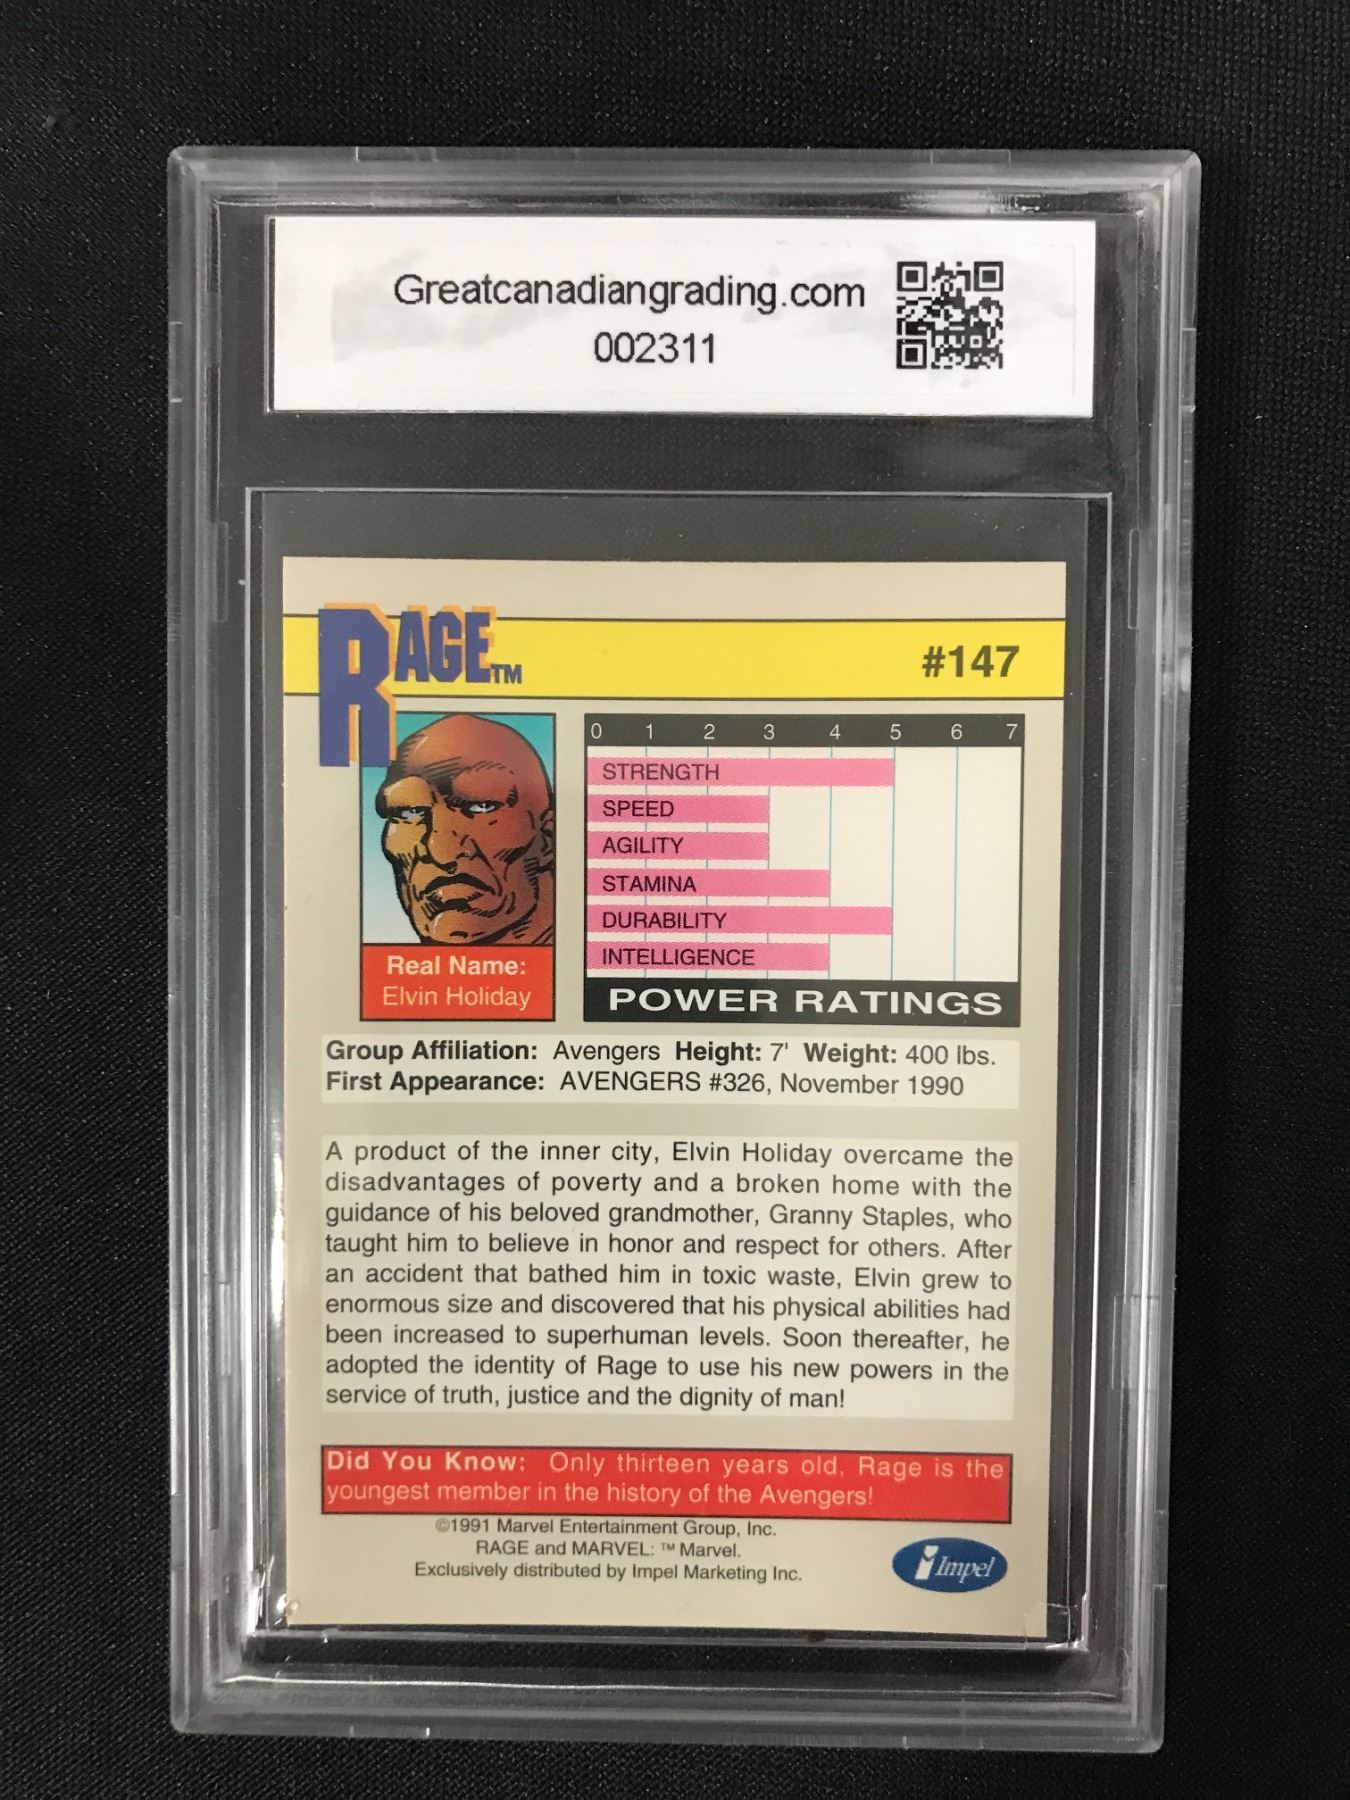 Greatcanadiangrading.com
002311
RAGE™
#147
0 1 2 3 4 5 6 7
STRENGTH
SPEED
AGILITY
STAMINA
DURABILITY
INTELLIGENCE
POWER RATINGS
Real Name:
Elvin Holiday
Group Affiliation: Avengers Height: 7' Weight: 400 lbs.
First Appearance: AVENGERS #326, November 1990
A product of the inner city, Elvin Holiday overcame the
disadvantages of poverty and a broken home with the
guidance of his beloved grandmother, Granny Staples, who
taught him to believe in honor and respect for others. After
an accident that bathed him in toxic waste, Elvin grew to
enormous size and discovered that his physical abilities had
been increased to superhuman levels. Soon thereafter, he
adopted the identity of Rage to use his new powers in the
service of truth, justice and the dignity of man!
Did You Know: Only thirteen years old, Rage is the
youngest member in the history of the Avengers!
©1991 Marvel Entertainment Group, Inc.
RAGE and MARVEL: ™ Marvel.
Exclusively distributed by Impel Marketing Inc.
Impel